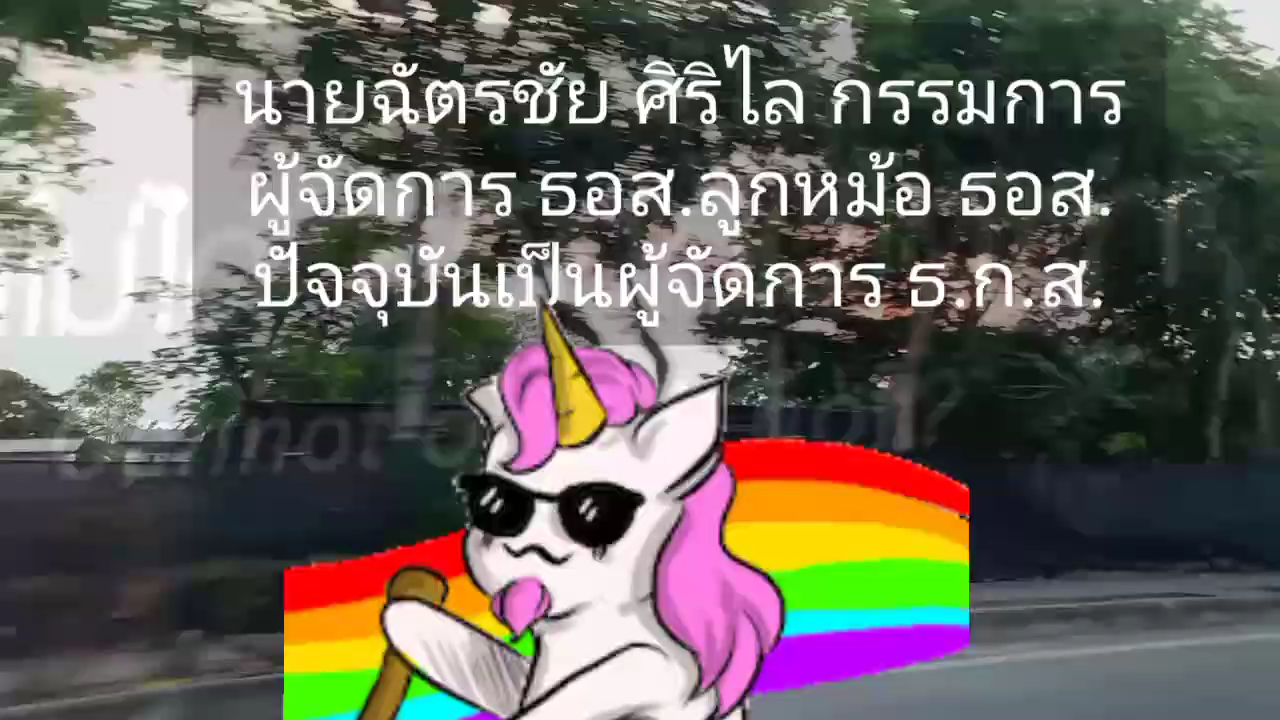 นายฉัตรชัย ศิริไล กรรมการ
ผู้จัดการ ธอส.ลูกหม้อ ธอส.
ปัจจุบันเป็นผู้จัดการ ธ.ก.ส.